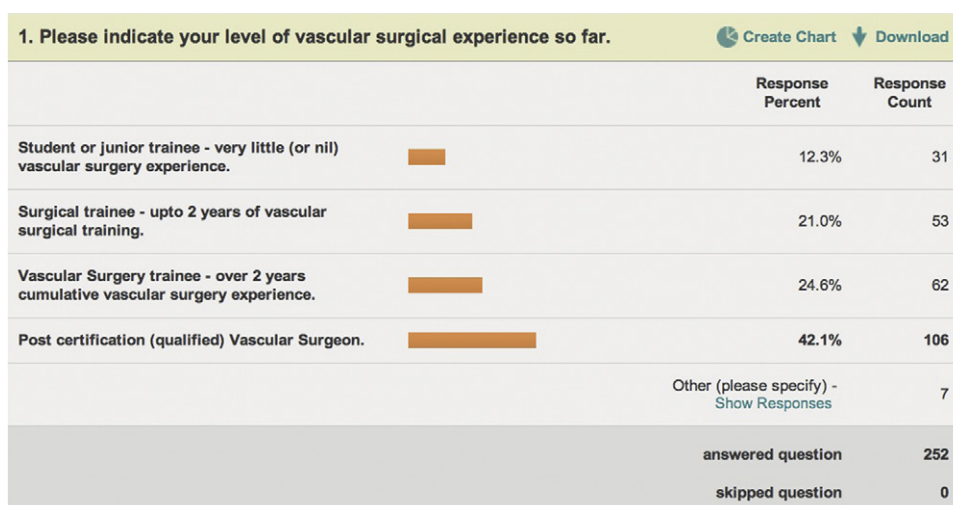 1. Please indicate your level of vascular surgical experience so far. Create Chart Download
Response Response
Percent Count
Student or junior trainee - very little (or nil)
vascular surgery experience. 12.3% 31
Surgical trainee - upto 2 years of vascular
surgical training. 21.0% 53
Vascular Surgery trainee - over 2 years
cumulative vascular surgery experience. 24.6% 62
Post certification (qualified) Vascular Surgeon. 42.1% 106
Other (please specify) -
Show Responses 7
answered question 252
skipped question 0